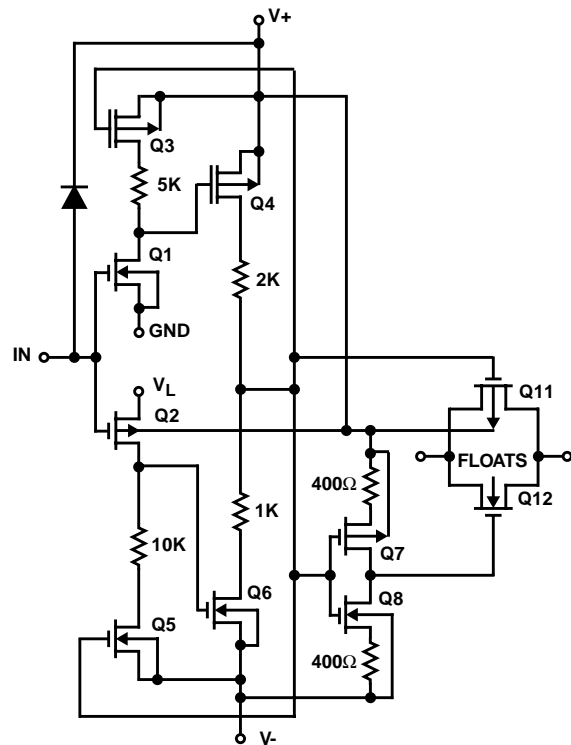 V+
Q3
5K
Q4
Q1
2K
GND
IN
VL
Q2
Q11
FLOATS
400Ω
Q12
1K
10K
Q7
Q6
Q8
Q5
400Ω
V-